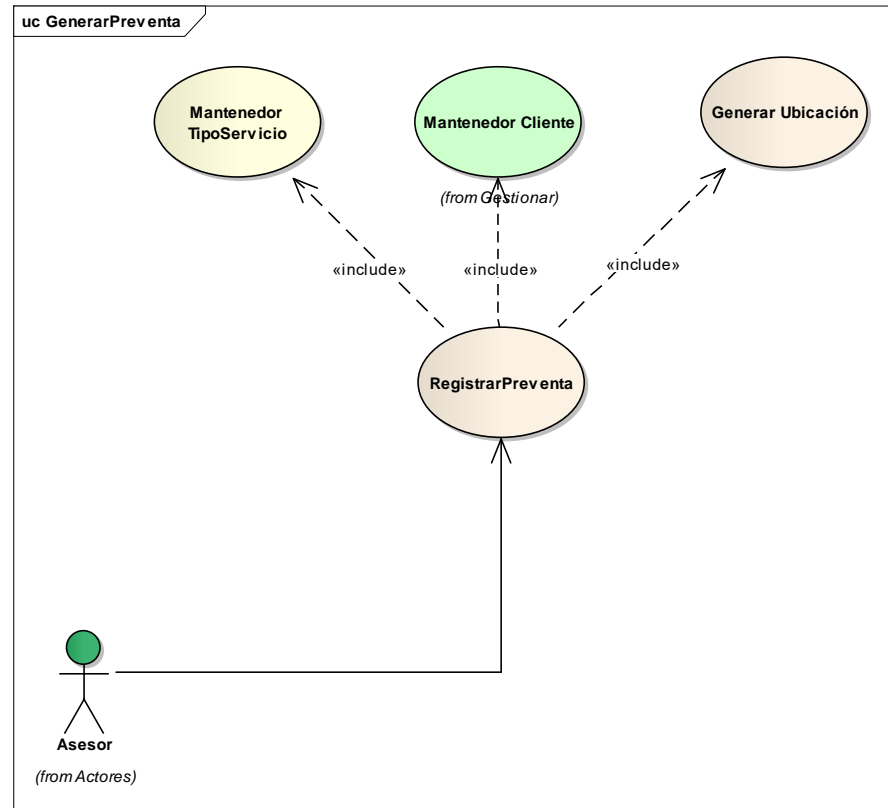 uc GenerarPreventa
Mantenedor
TipoServicio
Mantenedor Cliente
Generar Ubicación
(from Gestionar)
«include»
«include»
«include»
RegistrarPreventa
Asesor
(from Actores)